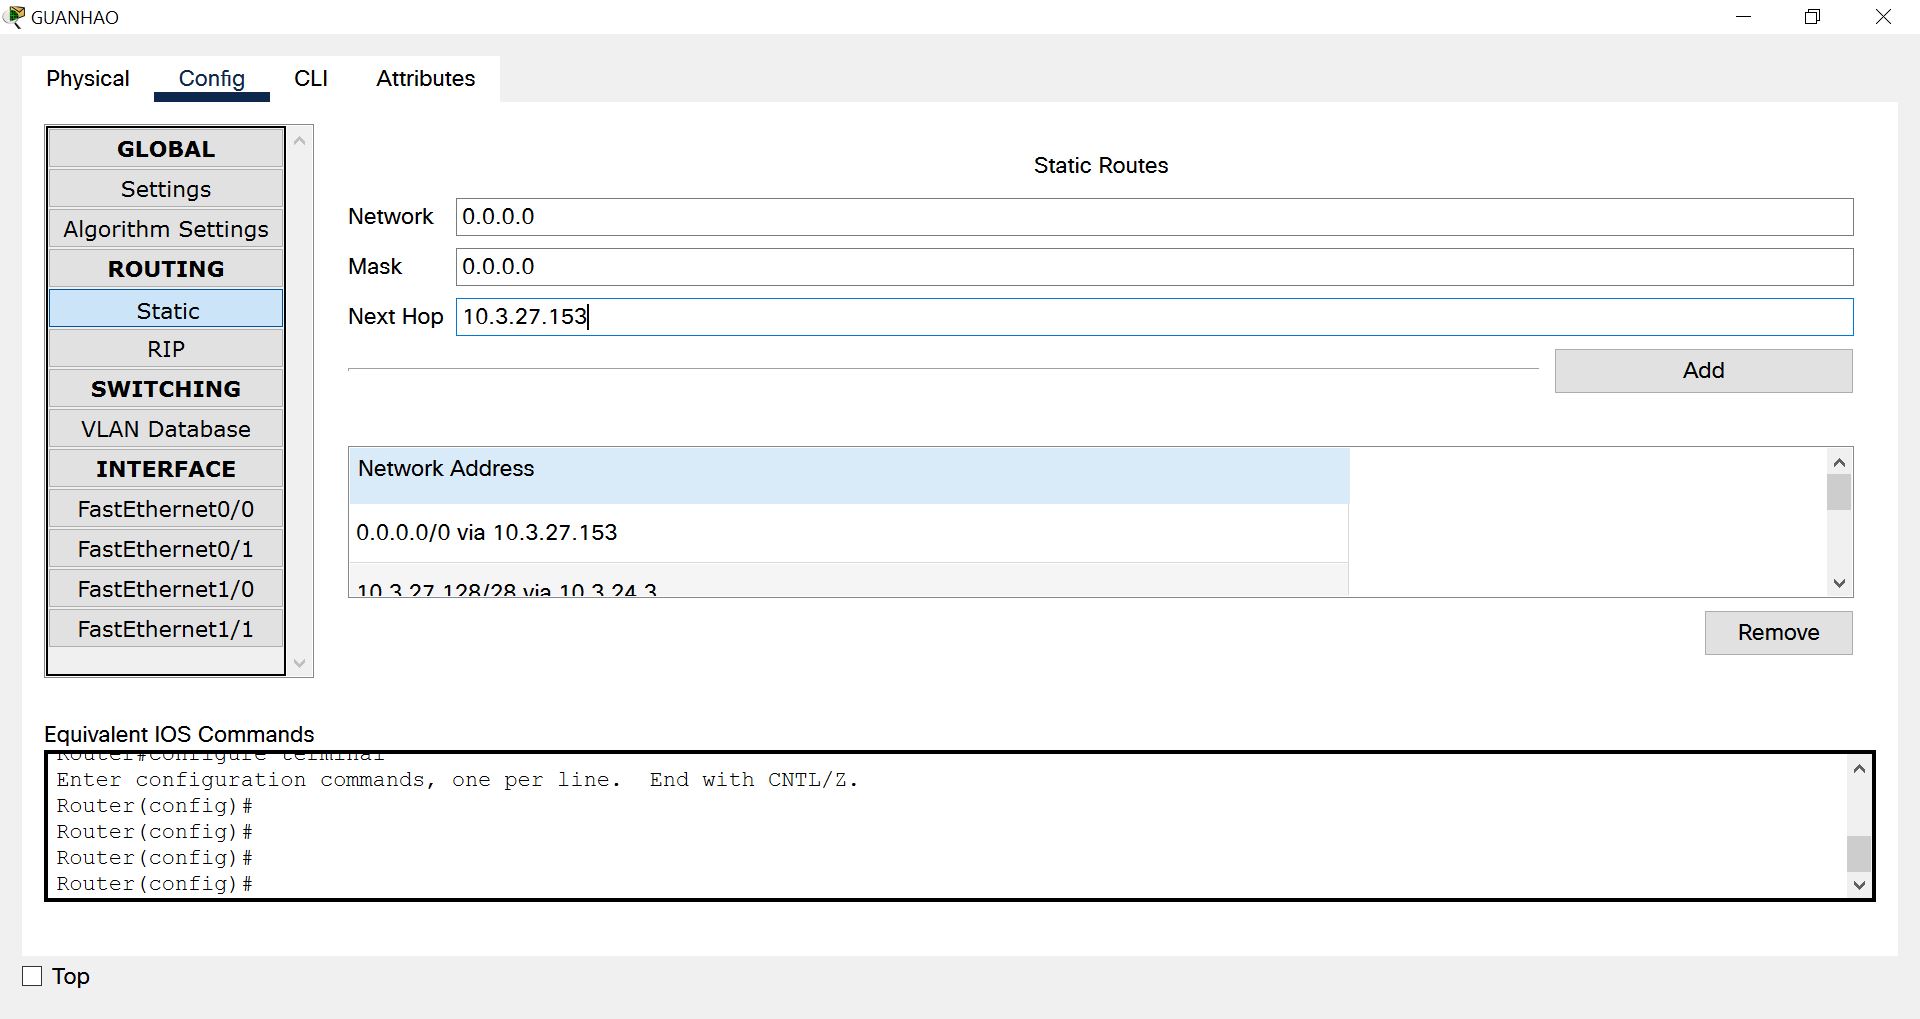 GUANHAO
Physical Config CLI Attributes
GLOBAL
Settings
Algorithm Settings
ROUTING
Static
RIP
SWITCHING
VLAN Database
INTERFACE
FastEthernet0/0
FastEthernet0/1
FastEthernet1/0
FastEthernet1/1
Static Routes
Network 0.0.0.0
Mask 0.0.0.0
Next Hop 10.3.27.153
Add
Network Address
0.0.0.0/0 via 10.3.27.153
10.3.27.128/28 via 10.3.24.3
Remove
Equivalent IOS Commands
Router#configure terminal
Enter configuration commands, one per line.  End with CNTL/Z.
Router(config)#
Router(config)#
Router(config)#
Router(config)#
Top